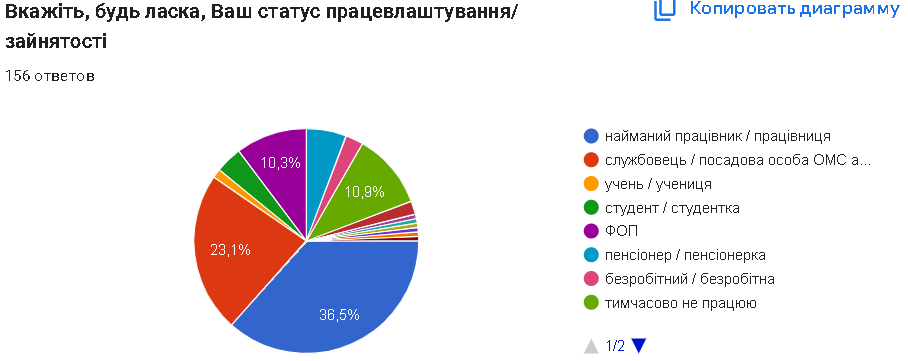 Вкажіть, будь ласка, Ваш статус працевлаштування/
зайнятості
Копировать диаграмму
156 ответов
10,3%
10,9%
23,1%
36,5%
найманий працівник / працівниця
службовець / посадова особа ОМС а...
учень / учениця
студент / студентка
ФОП
пенсіонер / пенсіонерка
безробітний / безробітна
тимчасово не працюю
1/2